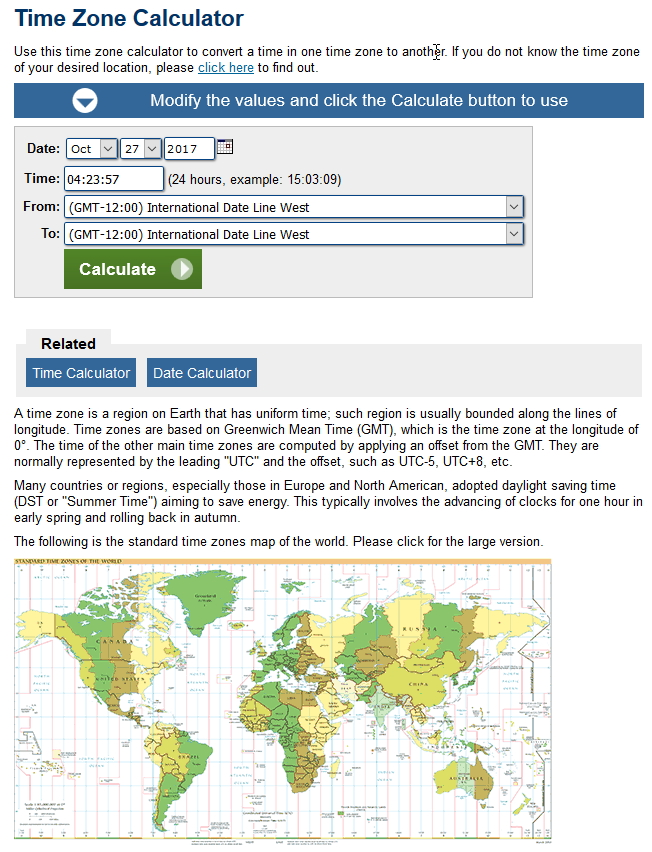 Time Zone Calculator
Use this time zone calculator to convert a time in one time zone to another. If you do not know the time zone
of your desired location, please click here to find out.
Modify the values and click the Calculate button to use
Date: Oct 27 2017
Time: 04:23:57 (24 hours, example: 15:03:09)
From: (GMT-12:00) International Date Line West
To: (GMT-12:00) International Date Line West
Calculate
Related
Time Calculator Date Calculator
A time zone is a region on Earth that has uniform time; such region is usually bounded along the lines of
longitude. Time zones are based on Greenwich Mean Time (GMT), which is the time zone at the longitude of
0°. The time of the other main time zones are computed by applying an offset from the GMT. They are
normally represented by the leading "UTC" and the offset, such as UTC-5, UTC+8, etc.
Many countries or regions, especially those in Europe and North American, adopted daylight saving time
(DST or "Summer Time") aiming to save energy. This typically involves the advancing of clocks for one hour in
early spring and rolling back in autumn.
The following is the standard time zones map of the world. Please click for the large version.
STANDARD TIME ZONES OF THE WORLD
Greenland
RUSSIA
CANADA
UNITED STATES
CHINA
BRAZIL
AUSTRALIA